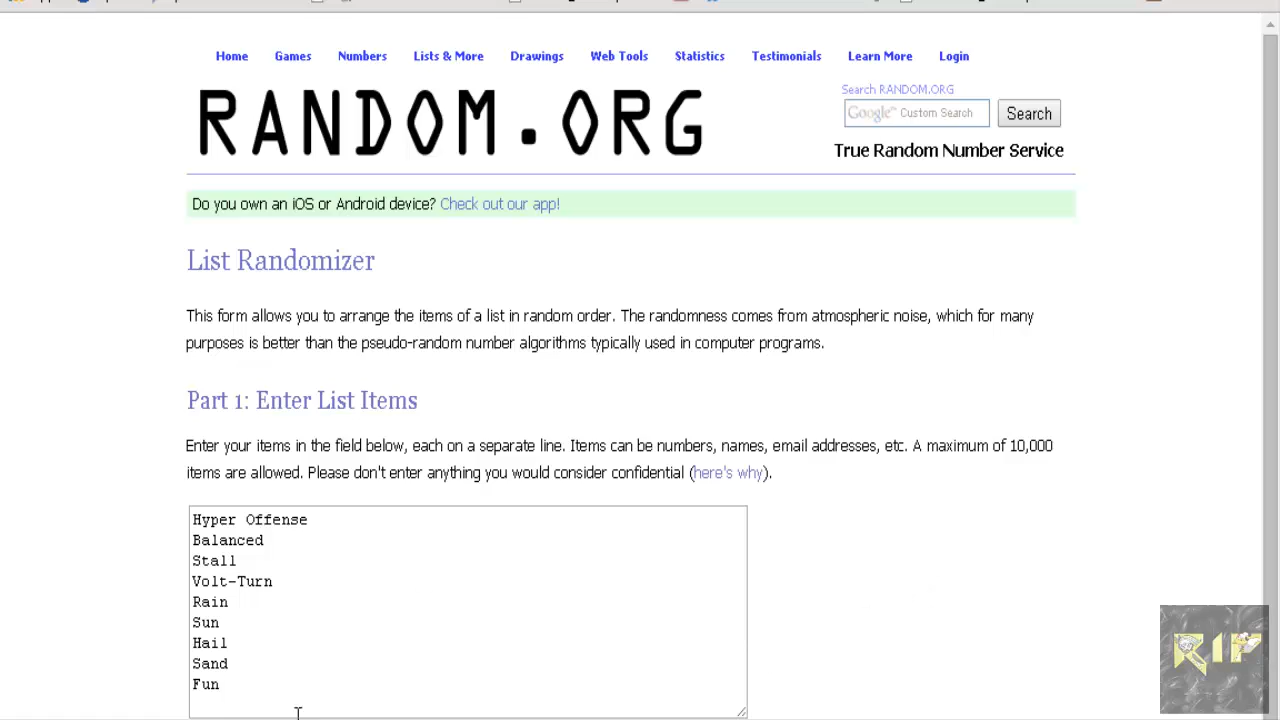 Home Games Numbers Lists & More Drawings Web Tools Statistics Testimonials Learn More Login
Search RANDOM.ORG
RANDOM.ORG
Google™ Custom Search Search
True Random Number Service
Do you own an iOS or Android device? Check out our app!
List Randomizer
This form allows you to arrange the items of a list in random order. The randomness comes from atmospheric noise, which for many
purposes is better than the pseudo-random number algorithms typically used in computer programs.
Part 1: Enter List Items
Enter your items in the field below, each on a separate line. Items can be numbers, names, email addresses, etc. A maximum of 10,000
items are allowed. Please don't enter anything you would consider confidential (here's why).
Hyper Offense
Balanced
Stall
Volt-Turn
Rain
Sun
Hail
Sand
Fun
RIP